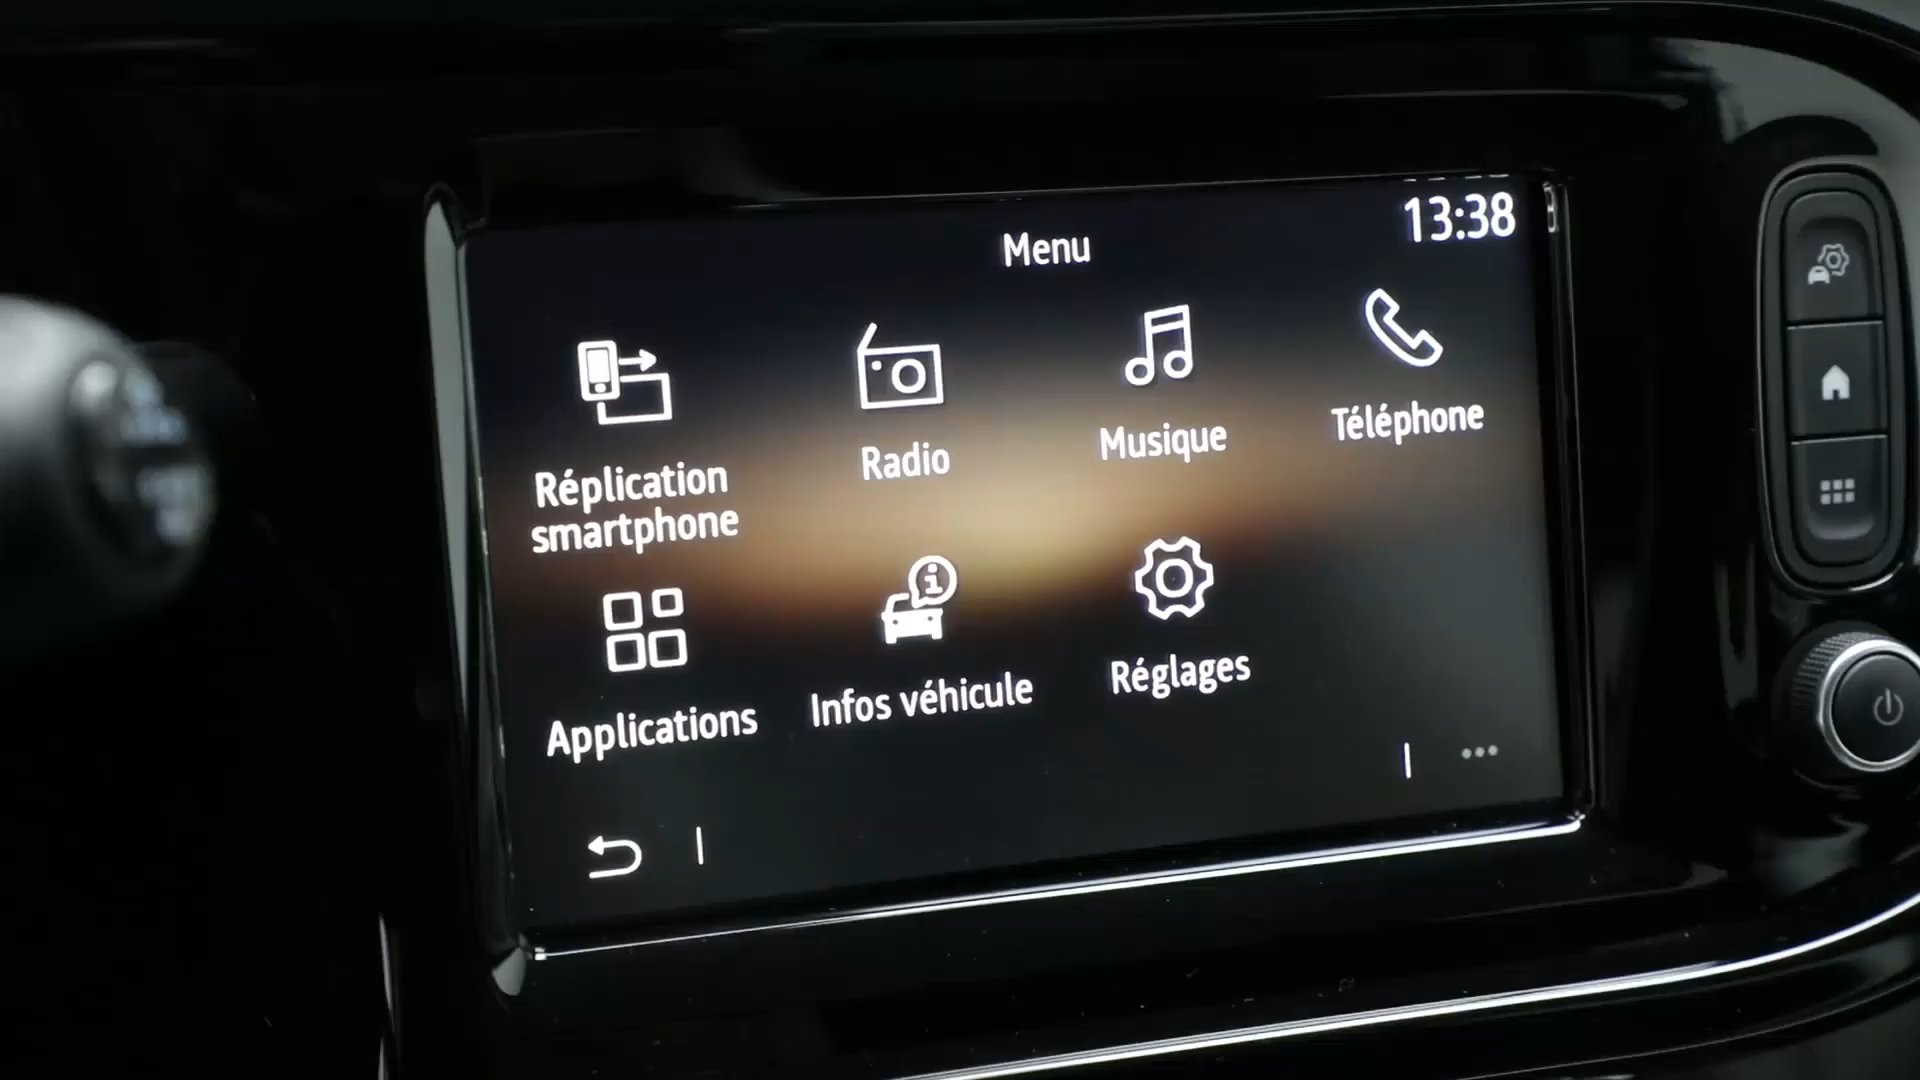 Menu
13:38
Réplication
smartphone
Radio
Musique
Téléphone
Applications
Infos véhicule
Réglages